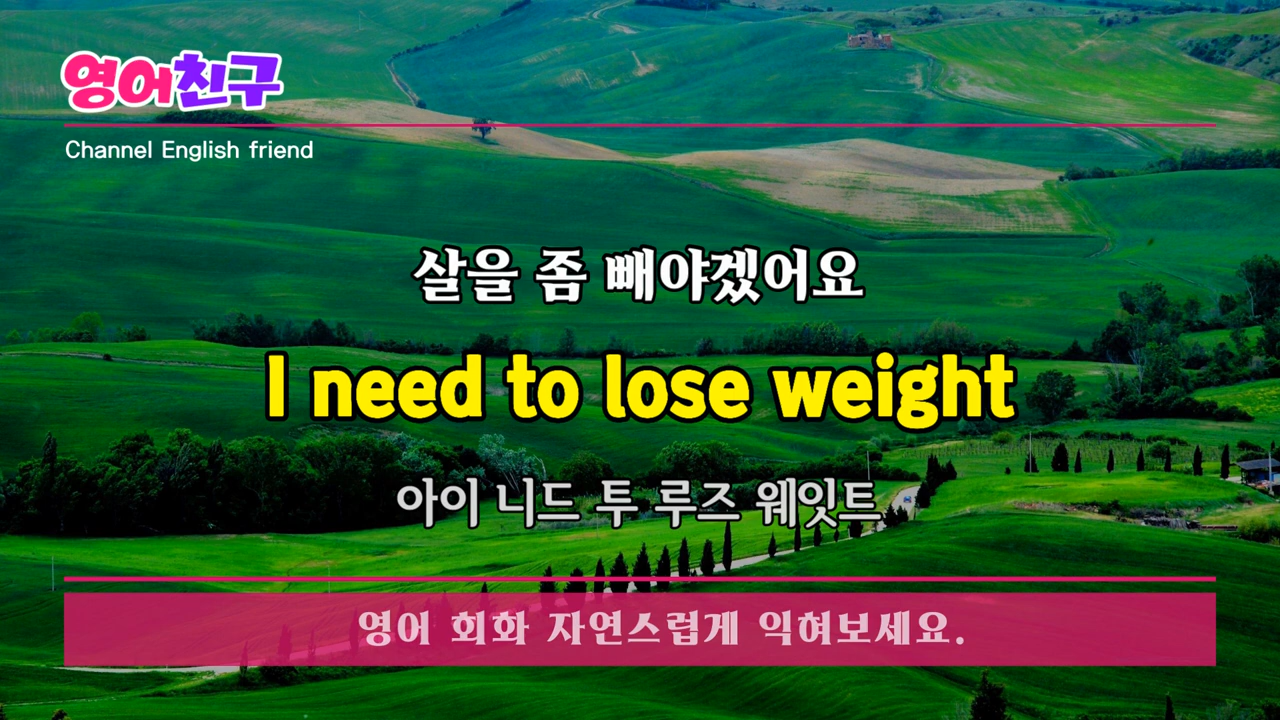 영어친구
Channel English friend
살을 좀 빼야겠어요
I need to lose weight
아이 니드 투 루즈 웨잇트
영어 회화 자연스럽게 익혀보세요.